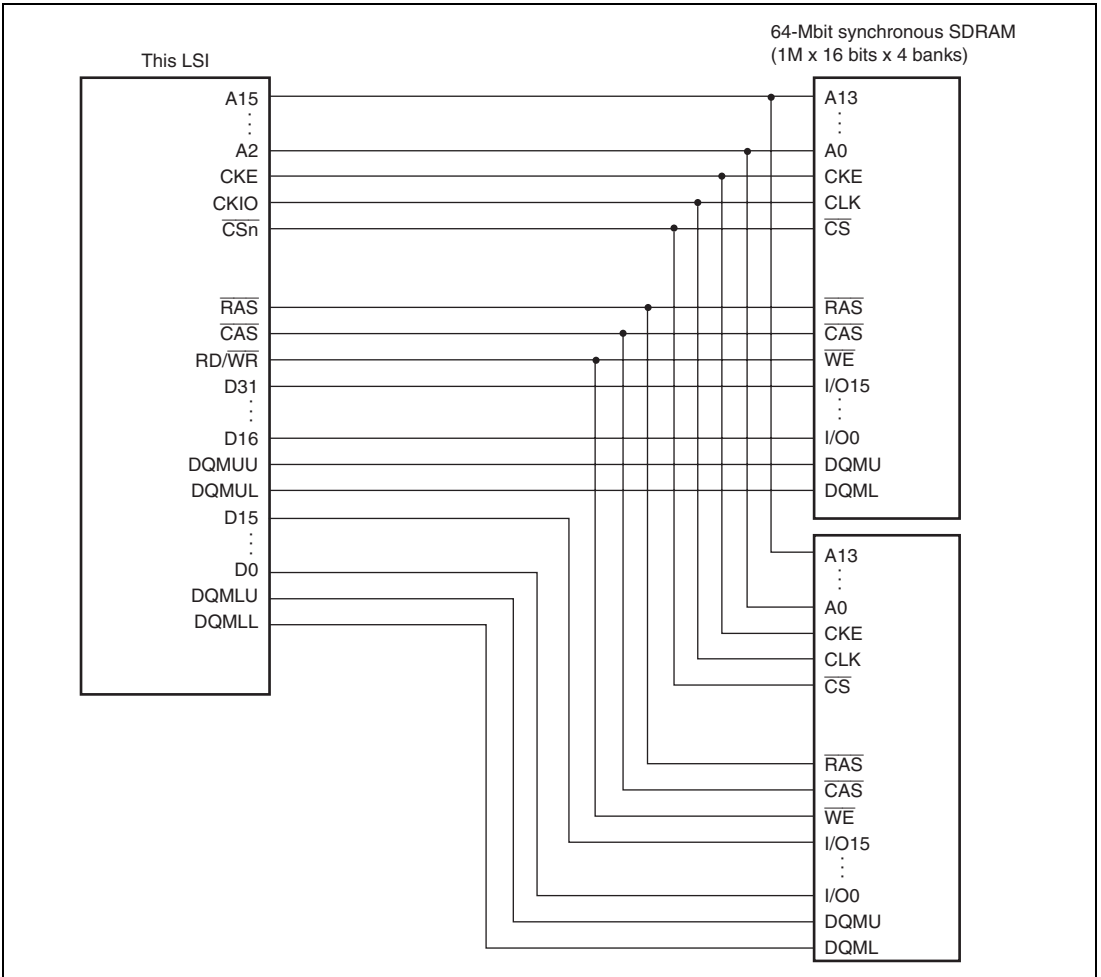 64-Mbit synchronous SDRAM
(1M x 16 bits x 4 banks)
This LSI
A15
A2
CKE
CKIO
CSn
RAS
CAS
RD/WR
D31
D16
DQMUU
DQMUL
D15
D0
DQMLU
DQMLL
A13
A0
CKE
CLK
CS
RAS
CAS
WE
I/O15
I/O0
DQMU
DQML
A13
A0
CKE
CLK
CS
RAS
CAS
WE
I/O15
I/O0
DQMU
DQML